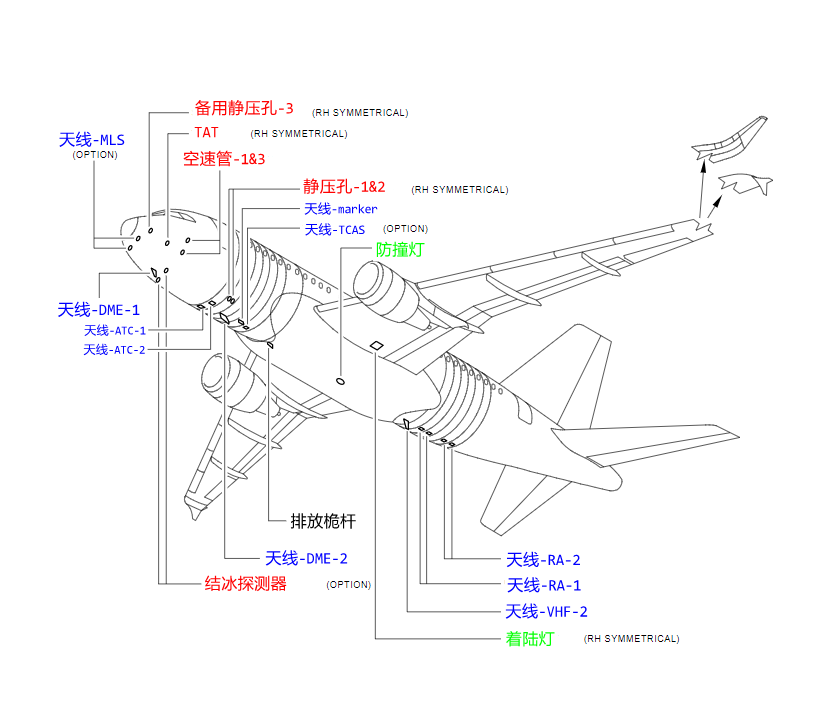 备用静压孔-3 (RH SYMMETRICAL)
TAT (RH SYMMETRICAL)
天线-MLS
(OPTION)
空速管-1&3
静压孔-1&2 (RH SYMMETRICAL)
天线-marker
天线-TCAS (OPTION)
防撞灯
天线-DME-1
天线-ATC-1
天线-ATC-2
排放桅杆
天线-DME-2
天线-RA-2
结冰探测器 (OPTION)
天线-RA-1
天线-VHF-2
着陆灯 (RH SYMMETRICAL)